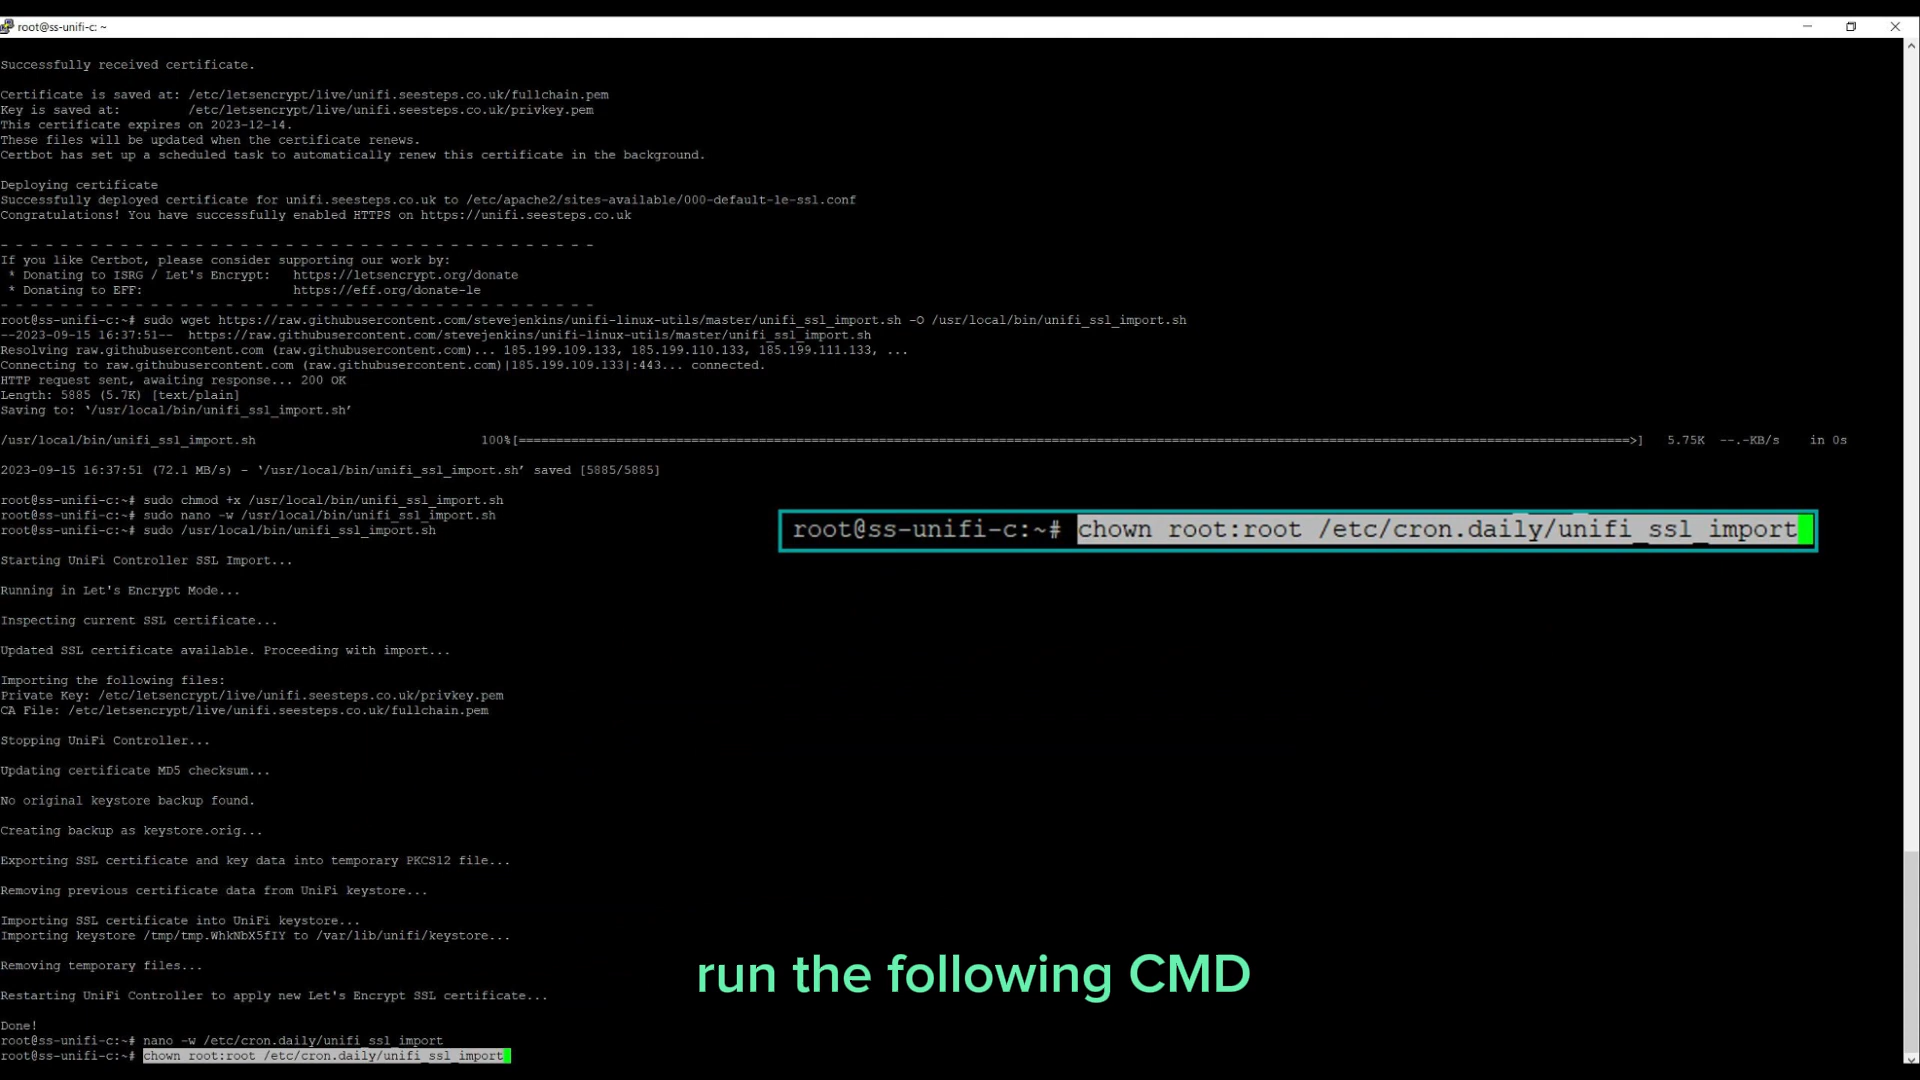 root@ss-unifi-c: ~
Successfully received certificate.
Certificate is saved at: /etc/letsencrypt/live/unifi.seesteps.co.uk/fullchain.pem
Key is saved at:         /etc/letsencrypt/live/unifi.seesteps.co.uk/privkey.pem
This certificate expires on 2023-12-14.
These files will be updated when the certificate renews.
Certbot has set up a scheduled task to automatically renew this certificate in the background.
Deploying certificate
Successfully deployed certificate for unifi.seesteps.co.uk to /etc/apache2/sites-available/000-default-le-ssl.conf
Congratulations! You have successfully enabled HTTPS on https://unifi.seesteps.co.uk
- - - - - - - - - - - - - - - - - - - - - - - - - - - - - - - - - - - - - - - -
If you like Certbot, please consider supporting our work by:
 * Donating to ISRG / Let's Encrypt:   https://letsencrypt.org/donate
 * Donating to EFF:                    https://eff.org/donate-le
- - - - - - - - - - - - - - - - - - - - - - - - - - - - - - - - - - - - - - - -
root@ss-unifi-c:~# sudo wget https://raw.githubusercontent.com/stevejenkins/unifi-linux-utils/master/unifi_ssl_import.sh -O /usr/local/bin/unifi_ssl_import.sh
--2023-09-15 16:37:51--  https://raw.githubusercontent.com/stevejenkins/unifi-linux-utils/master/unifi_ssl_import.sh
Resolving raw.githubusercontent.com (raw.githubusercontent.com)... 185.199.109.133, 185.199.110.133, 185.199.111.133, ...
Connecting to raw.githubusercontent.com (raw.githubusercontent.com)|185.199.109.133|:443... connected.
HTTP request sent, awaiting response... 200 OK
Length: 5885 (5.7K) [text/plain]
Saving to: ‘/usr/local/bin/unifi_ssl_import.sh’
/usr/local/bin/unifi_ssl_import.sh 100%[===================================================>] 5.75K --.-KB/s in 0s
2023-09-15 16:37:51 (72.1 MB/s) - ‘/usr/local/bin/unifi_ssl_import.sh’ saved [5885/5885]
root@ss-unifi-c:~# sudo chmod +x /usr/local/bin/unifi_ssl_import.sh
root@ss-unifi-c:~# sudo nano -w /usr/local/bin/unifi_ssl_import.sh
root@ss-unifi-c:~# sudo /usr/local/bin/unifi_ssl_import.sh
root@ss-unifi-c:~# chown root:root /etc/cron.daily/unifi_ssl_import
Starting UniFi Controller SSL Import...
Running in Let's Encrypt Mode...
Inspecting current SSL certificate...
Updated SSL certificate available. Proceeding with import...
Importing the following files:
Private Key: /etc/letsencrypt/live/unifi.seesteps.co.uk/privkey.pem
CA File: /etc/letsencrypt/live/unifi.seesteps.co.uk/fullchain.pem
Stopping UniFi Controller...
Updating certificate MD5 checksum...
No original keystore backup found.
Creating backup as keystore.orig...
Exporting SSL certificate and key data into temporary PKCS12 file...
Removing previous certificate data from UniFi keystore...
Importing SSL certificate into UniFi keystore...
Importing keystore /tmp/tmp.WhkNbX5fIY to /var/lib/unifi/keystore...
Removing temporary files...
run the following CMD
Restarting UniFi Controller to apply new Let's Encrypt SSL certificate...
Done!
root@ss-unifi-c:~# nano -w /etc/cron.daily/unifi_ssl_import
root@ss-unifi-c:~# chown root:root /etc/cron.daily/unifi_ssl_import